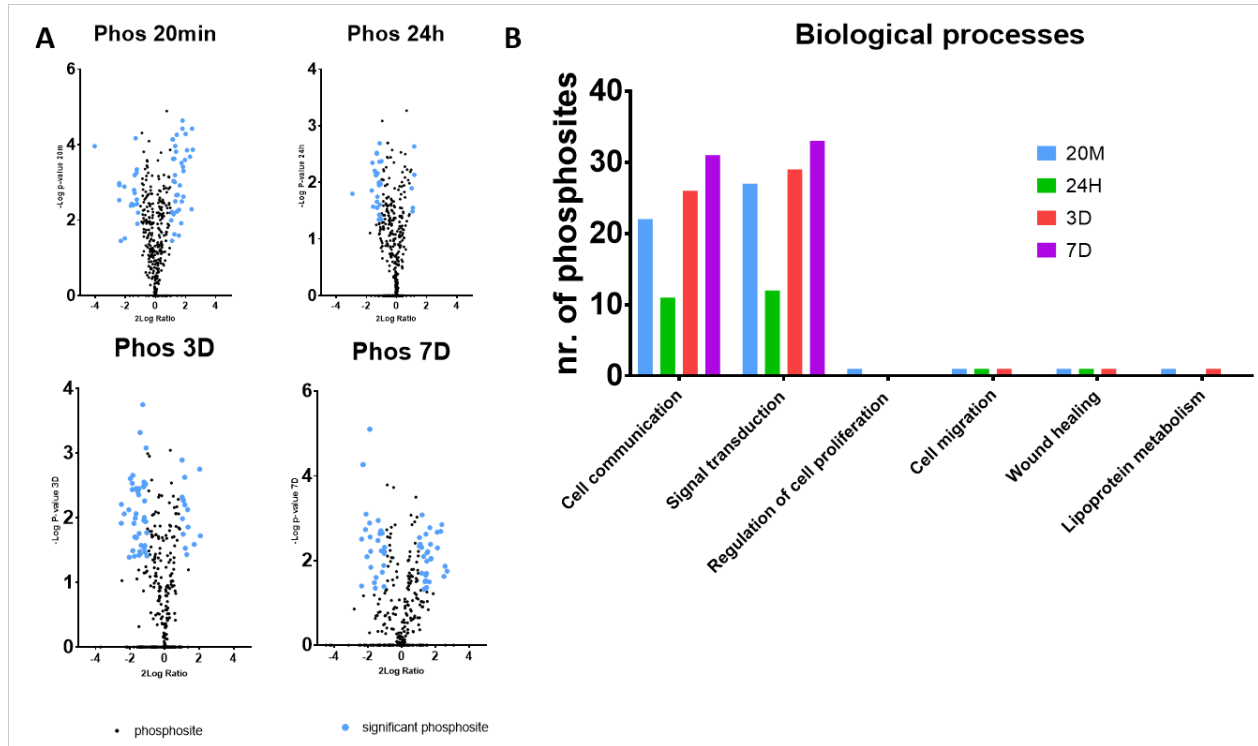 A
Phos 20min
6
4
2
0
-Log p-value 20m
-4
-2
0
2
4
2Log Ratio
Phos 24h
4
3
2
1
0
-Log P-value 24h
-4
-2
0
2
4
2Log Ratio
Phos 3D
4
3
2
1
0
-Log P-value 3D
-4
-2
0
2
4
2Log Ratio
Phos 7D
6
4
2
0
-Log p-value 7D
-4
-2
0
2
4
2Log Ratio
phosphosite
significant phosphosite
B
Biological processes
nr. of phosphosites
40
30
20
10
0
20M
24H
3D
7D
Cell communication
Signal transduction
Regulation of cell proliferation
Cell migration
Wound healing
Lipoprotein metabolism